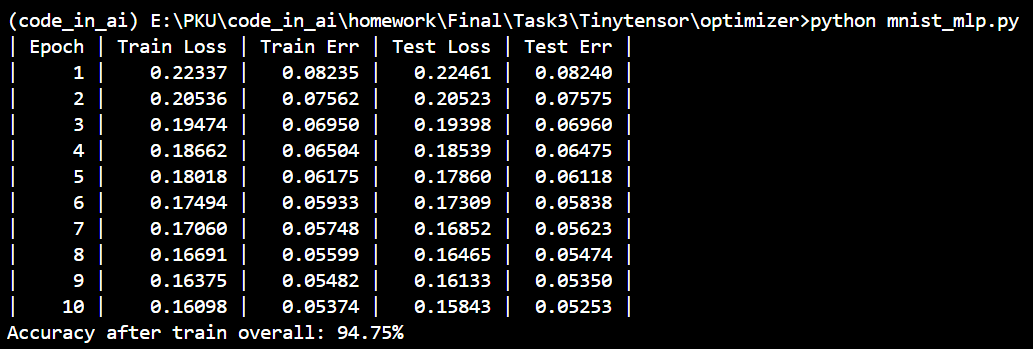 (code_in_ai) E:\PKU\code_in_ai\homework\Final\Task3\Tinytensor\optimizer>python mnist_mlp.py
| Epoch | Train Loss | Train Err | Test Loss | Test Err |
|     1 |    0.22337 |   0.08235 |   0.22461 |  0.08240 |
|     2 |    0.20536 |   0.07562 |   0.20523 |  0.07575 |
|     3 |    0.19474 |   0.06950 |   0.19398 |  0.06960 |
|     4 |    0.18662 |   0.06504 |   0.18539 |  0.06475 |
|     5 |    0.18018 |   0.06175 |   0.17860 |  0.06118 |
|     6 |    0.17494 |   0.05933 |   0.17309 |  0.05838 |
|     7 |    0.17060 |   0.05748 |   0.16852 |  0.05623 |
|     8 |    0.16691 |   0.05599 |   0.16465 |  0.05474 |
|     9 |    0.16375 |   0.05482 |   0.16133 |  0.05350 |
|    10 |    0.16098 |   0.05374 |   0.15843 |  0.05253 |
Accuracy after train overall: 94.75%